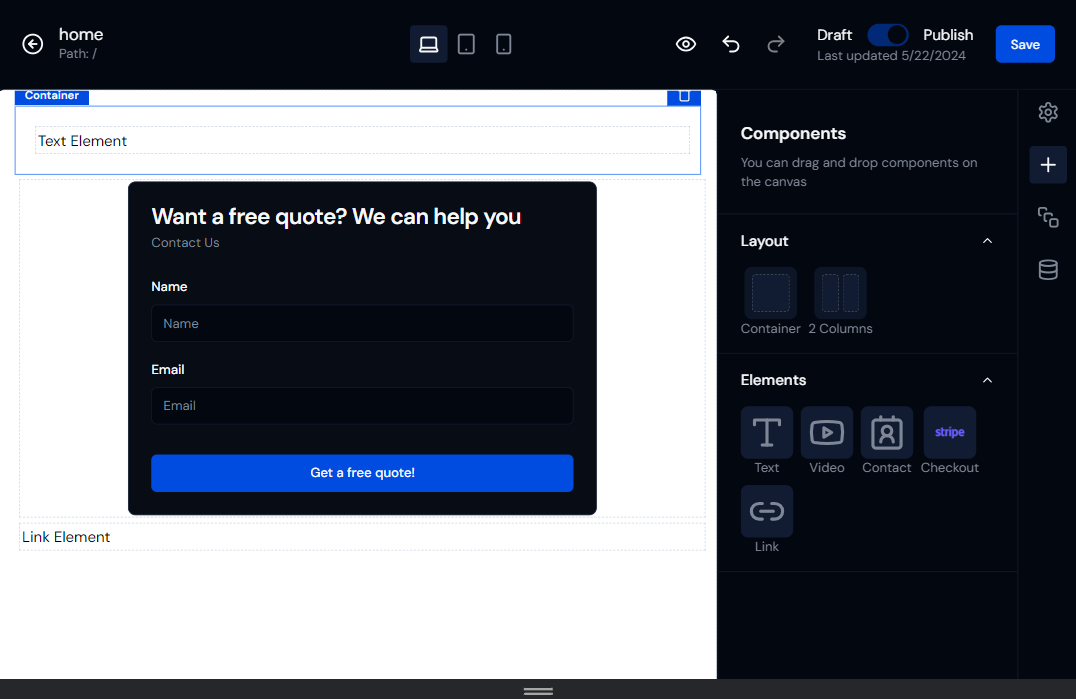 home
Path: /
Draft
Publish
Last updated 5/22/2024
Save
Container
Text Element
Want a free quote? We can help you
Contact Us
Name
Name
Email
Email
Get a free quote!
Link Element
Components
You can drag and drop components on
the canvas
Layout
Container 2 Columns
Elements
stripe
Text Video Contact Checkout
Link